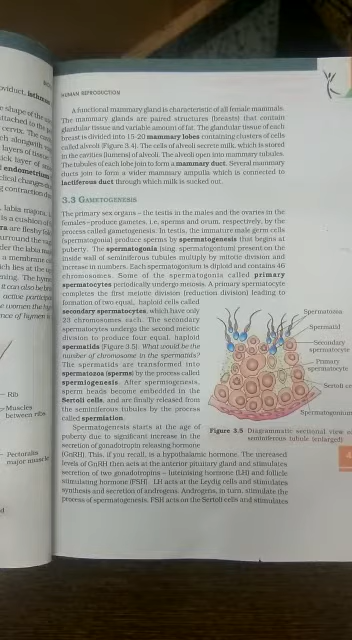 HUMAN REPRODUCTION
A functional mammary gland is characteristic of all female mammals.
The mammary glands are paired structures (breasts) that contain
glandular tissue and variable amount of fat. The glandular tissue of each
breast is divided into 15-20 mammary lobes containing clusters of cells
called alveoli (Figure 3.4). The cells of alveoli secrete milk, which is stored
in the cavities (lumens) of alveoli. The alveoli open into mammary tubules.
The tubules of each lobe join to form a mammary duct. Several mammary
ducts join to form a wider mammary ampulla which is connected to
lactiferous duct through which milk is sucked out.
3.3 GAMETOGENESIS
The primary sex organs – the testis in the males and the ovaries in the
females – produce gametes, i.e, sperms and ovum, respectively, by the
process called gametogenesis. In testis, the immature male germ cells
(spermatogonia) produce sperms by spermatogenesis that begins at
puberty. The spermatogonia (sing. spermatogonium) present on the
inside wall of seminiferous tubules multiply by mitotic division and
increase in numbers. Each spermatogonium is diploid and contains 46
chromosomes. Some of the spermatogonia called primary
spermatocytes periodically undergo meiosis. A primary spermatocyte
completes the first meiotic division (reduction division) leading to
formation of two equal, haploid cells called
secondary spermatocytes, which have only
23 chromosomes each. The secondary
spermatocytes undergo the second meiotic
division to produce four equal, haploid
spermatids (Figure 3.5). What would be the
number of chromosome in the spermatids?
The spermatids are transformed into
spermatozoa (sperms) by the process called
spermiogenesis. After spermiogenesis,
sperm heads become embedded in the
Sertoli cells, and are finally released from
the seminiferous tubules by the process
called spermiation.
Spermatogenesis starts at the age of
puberty due to significant increase in the
secretion of gonadotropin releasing hormone
(GnRH). This, if you recall, is a hypothalamic hormone. The increased
levels of GnRH then acts at the anterior pituitary gland and stimulates
secretion of two gonadotropins – luteinising hormone (LH) and follicle
stimulating hormone (FSH). LH acts at the Leydig cells and stimulates
synthesis and secretion of androgens. Androgens, in turn, stimulate the
process of spermatogenesis. FSH acts on the Sertoli cells and stimulates
Spermatozoa
Spermatid
Secondary
spermatocyte
Primary
spermatocyte
Sertoli
Spermatogonium
Figure 3.5 Diagrammatic sectional view
seminiferous tubule (enlarged)
Rib
Muscles
between ribs
Pectoralis
major muscle